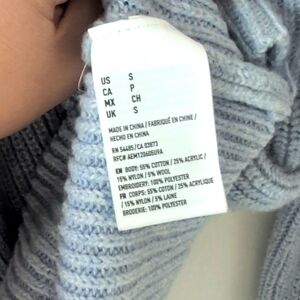 US S
CA P
MX CH
UK S
MADE IN CHINA / FABRIQUÉ EN CHINE /
HECHO EN CHINA
RN 54485/CA 03873
EN: BODY: 55% COTTON / 25% ACRYLIC /
15% NYLON / 5% WOOL
EMBROIDERY: 100% POLYESTER
FR: CORPS: 55% COTON / 25% ACRYLIQUE
/ 15% NYLON / 5% LAINE
BRODERIE: 100% POLYESTER